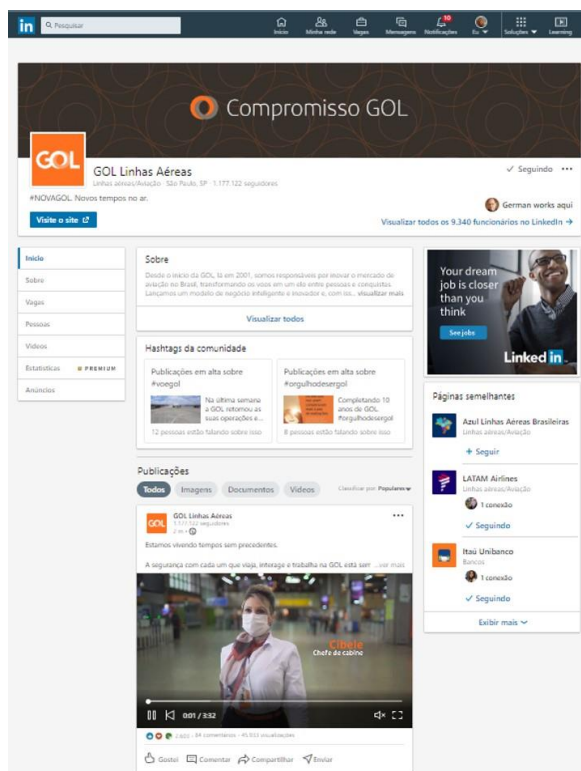 in
Pesquisar
Início
Minha rede
Vagas
Mensagens
10
Notificações
Eu
Soluções
Learning
Compromisso GOL
GOL
GOL Linhas Aéreas
Linhas aéreas/Aviação · São Paulo, SP · 1.177.122 seguidores
#NOVAGOL. Novos tempos no ar.
Visite o site
Seguindo
German works aqui
Visualizar todos os 9.340 funcionários no LinkedIn →
Início
Sobre
Vagas
Pessoas
Vídeos
Estatísticas PREMIUM
Anúncios
Sobre
Desde o início da GOL, lá em 2001, somos responsáveis por inovar o mercado de
aviação no Brasil, transformando os voos em um elo entre pessoas e conquistas.
Lançamos um modelo de negócio inteligente e inovador e, com iss... visualizar mais
Visualizar todos
Hashtags da comunidade
Publicações em alta sobre
#voegol
Na última semana
a GOL retomou as
suas operações e...
12 pessoas estão falando sobre isso
Publicações em alta sobre
#orgulhodesergol
Completando 10
anos de GOL.
#orgulhodesergol
8 pessoas estão falando sobre isso
Publicações
Todos
Imagens
Documentos
Vídeos
Classificar por: Populares
GOL
GOL Linhas Aéreas
1.177.122 seguidores
Estamos vivendo tempos sem precedentes.
A segurança com cada um que viaja, interage e trabalha na GOL está sem ...ver mais
Cibele
Chefe de cabine
0:01 / 3:32
84 comentários
visualizações
Gostei
Comentar
Compartilhar
Enviar
Your dream
job is closer
than you
think
See jobs
Linked in
Páginas semelhantes
Azul Linhas Aéreas Brasileiras
Linhas aéreas/Aviação
+ Seguir
LATAM Airlines
Linhas aéreas/Aviação
1 conexão
Seguindo
Itaú Unibanco
Bancos
1 conexão
Seguindo
Exibir mais